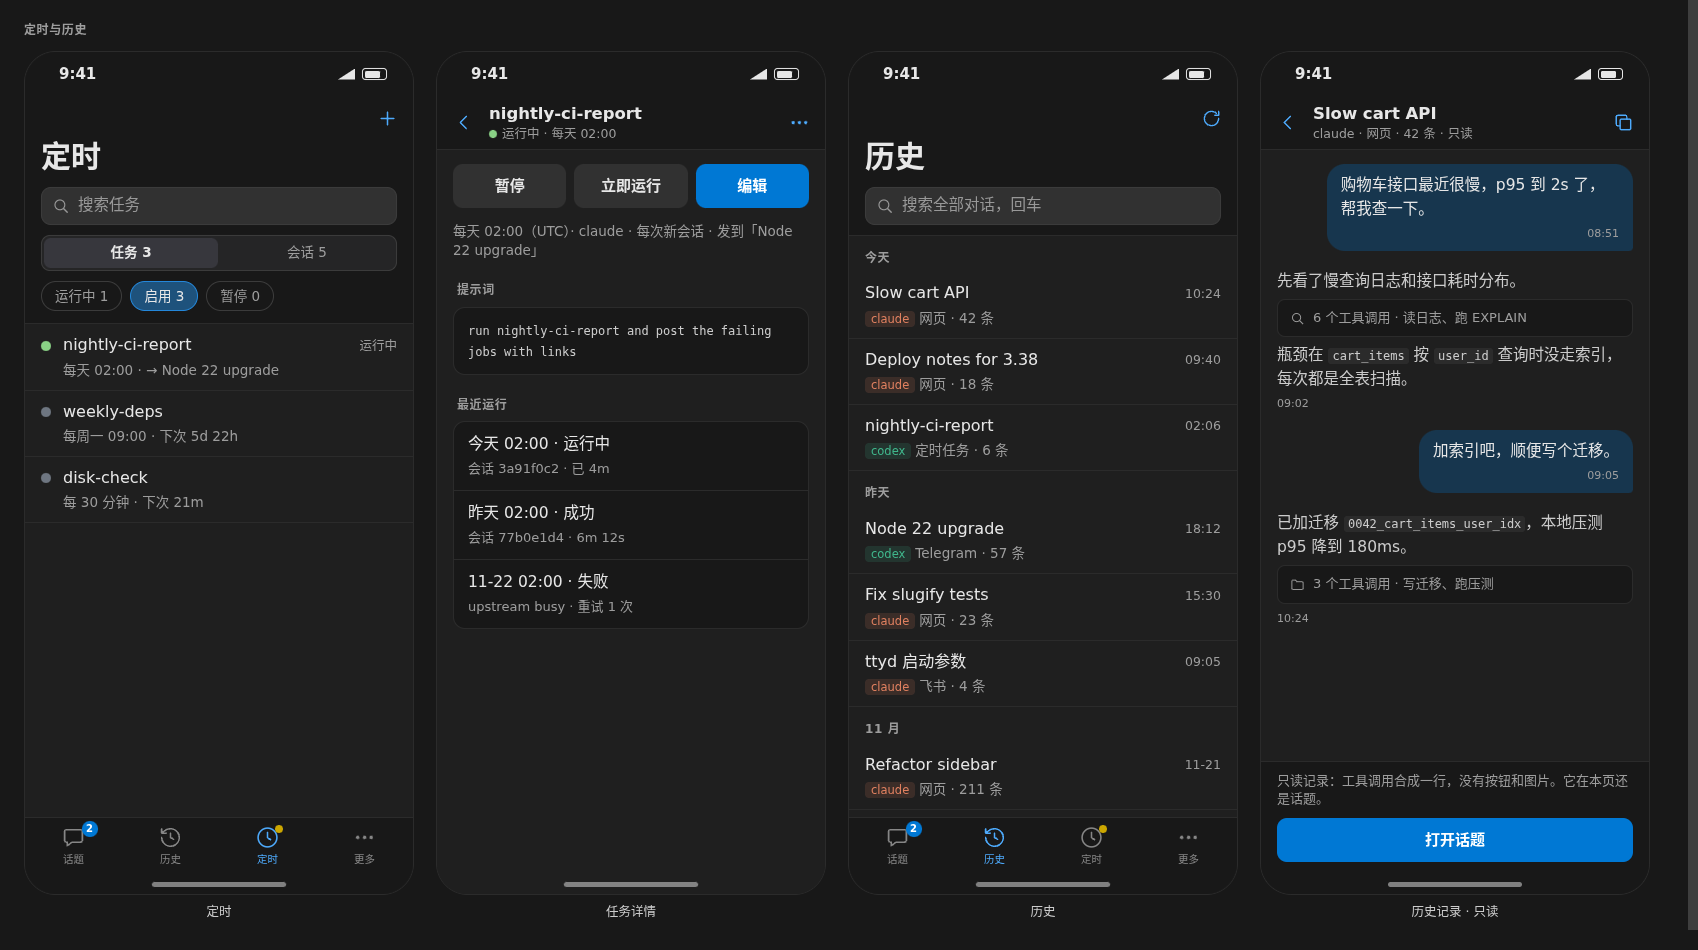 定时与历史
9:41
定时
搜索任务
任务 3
会话 5
运行中 1
启用 3
暂停 0
nightly-ci-report
运行中
每天 02:00 · → Node 22 upgrade
weekly-deps
每周一 09:00 · 下次 5d 22h
disk-check
每 30 分钟 · 下次 21m
2
话题
历史
定时
更多
定时
9:41
nightly-ci-report
运行中 · 每天 02:00
暂停
立即运行
编辑
每天 02:00（UTC）· claude · 每次新会话 · 发到「Node
22 upgrade」
提示词
run nightly-ci-report and post the failing
jobs with links
最近运行
今天 02:00 · 运行中
会话 3a91f0c2 · 已 4m
昨天 02:00 · 成功
会话 77b0e1d4 · 6m 12s
11-22 02:00 · 失败
upstream busy · 重试 1 次
任务详情
9:41
历史
搜索全部对话，回车
今天
Slow cart API
10:24
claude 网页 · 42 条
Deploy notes for 3.38
09:40
claude 网页 · 18 条
nightly-ci-report
02:06
codex 定时任务 · 6 条
昨天
Node 22 upgrade
18:12
codex Telegram · 57 条
Fix slugify tests
15:30
claude 网页 · 23 条
ttyd 启动参数
09:05
claude 飞书 · 4 条
11 月
Refactor sidebar
11-21
claude 网页 · 211 条
2
话题
历史
定时
更多
历史
9:41
Slow cart API
claude · 网页 · 42 条 · 只读
购物车接口最近很慢，p95 到 2s 了，
帮我查一下。
08:51
先看了慢查询日志和接口耗时分布。
6 个工具调用 · 读日志、跑 EXPLAIN
瓶颈在 cart_items 按 user_id 查询时没走索引，
每次都是全表扫描。
09:02
加索引吧，顺便写个迁移。
09:05
已加迁移 0042_cart_items_user_idx，本地压测
p95 降到 180ms。
3 个工具调用 · 写迁移、跑压测
10:24
只读记录：工具调用合成一行，没有按钮和图片。它在本页还
是话题。
打开话题
历史记录 · 只读